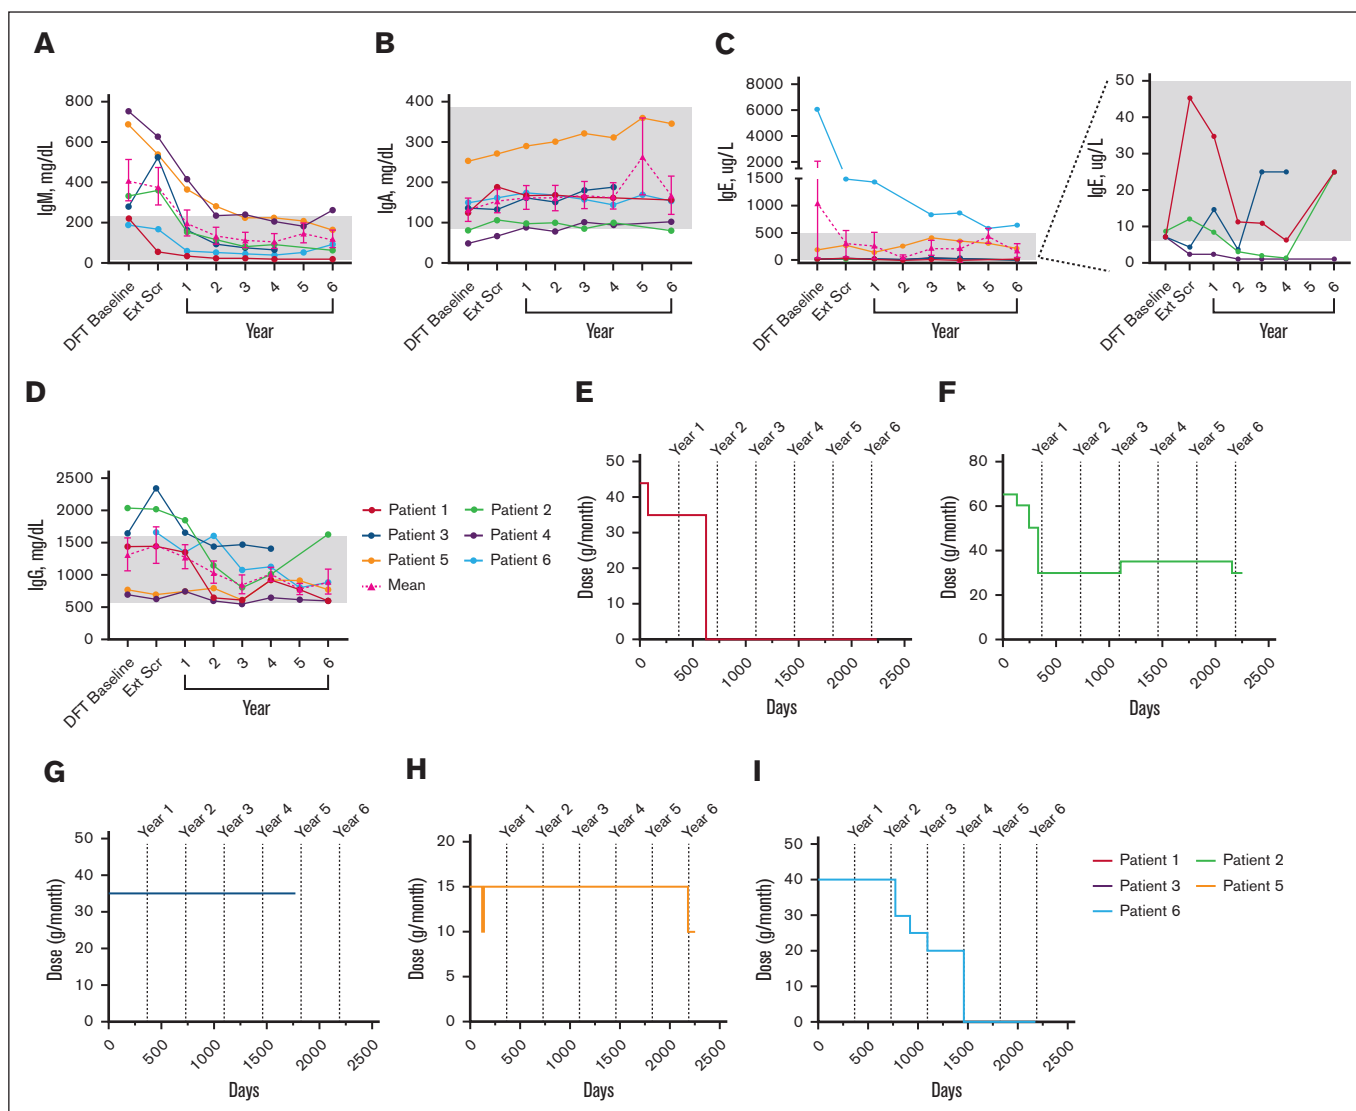 A
IgM, mg/dL
800
600
400
200
0
DFT Baseline
Ext Scr
1
2
3
4
5
6
Year
B
IgA, mg/dL
400
300
200
100
0
DFT Baseline
Ext Scr
1
2
3
4
5
6
Year
C
IgE, ug/L
8000
6000
4000
2000
1500
1000
500
0
DFT Baseline
Ext Scr
1
2
3
4
5
6
Year
IgE, ug/L
50
40
30
20
10
0
DFT Baseline
Ext Scr
1
2
3
4
5
6
Year
D
IgG, mg/dL
2500
2000
1500
1000
500
0
DFT Baseline
Ext Scr
1
2
3
4
5
6
Year
Patient 1
Patient 2
Patient 3
Patient 4
Patient 5
Patient 6
Mean
E
Year 1
Year 2
Year 3
Year 4
Year 5
Year 6
Dose (g/month)
50
40
30
20
10
0
0
500
1000
1500
2000
2500
Days
F
Year 1
Year 2
Year 3
Year 4
Year 5
Year 6
Dose (g/month)
80
60
40
20
0
0
500
1000
1500
2000
2500
Days
G
Year 1
Year 2
Year 3
Year 4
Year 5
Year 6
Dose (g/month)
50
40
30
20
10
0
0
500
1000
1500
2000
2500
Days
H
Year 1
Year 2
Year 3
Year 4
Year 5
Year 6
Dose (g/month)
20
15
10
5
0
0
500
1000
1500
2000
2500
Days
I
Year 1
Year 2
Year 3
Year 4
Year 5
Year 6
Dose (g/month)
50
40
30
20
10
0
0
500
1000
1500
2000
2500
Days
Patient 1
Patient 2
Patient 3
Patient 5
Patient 6